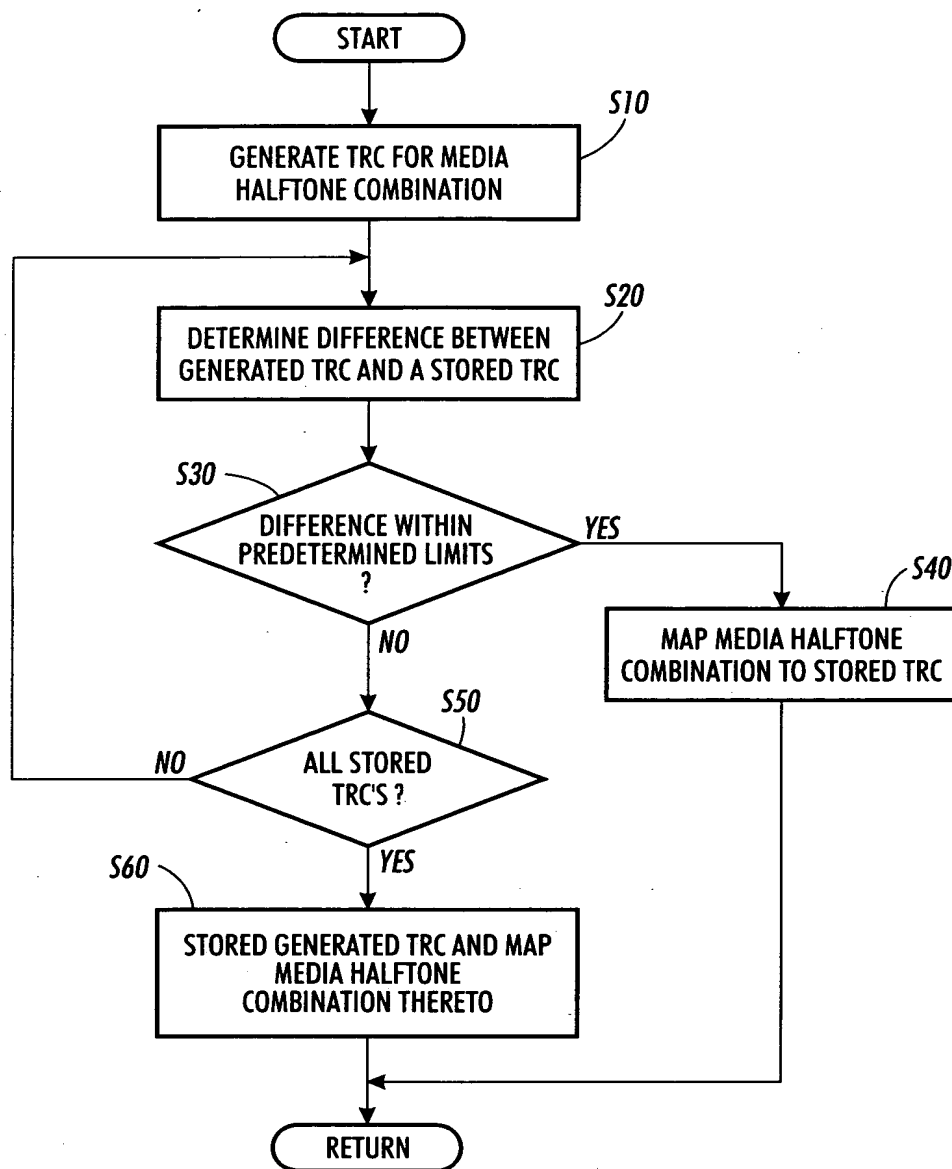 START
S10
GENERATE TRC FOR MEDIA
HALFTONE COMBINATION
S20
DETERMINE DIFFERENCE BETWEEN
GENERATED TRC AND A STORED TRC
S30
DIFFERENCE WITHIN
PREDETERMINED LIMITS
?
YES
S40
MAP MEDIA HALFTONE
COMBINATION TO STORED TRC
NO
S50
ALL STORED
TRC'S ?
NO
YES
S60
STORED GENERATED TRC AND MAP
MEDIA HALFTONE
COMBINATION THERETO
RETURN